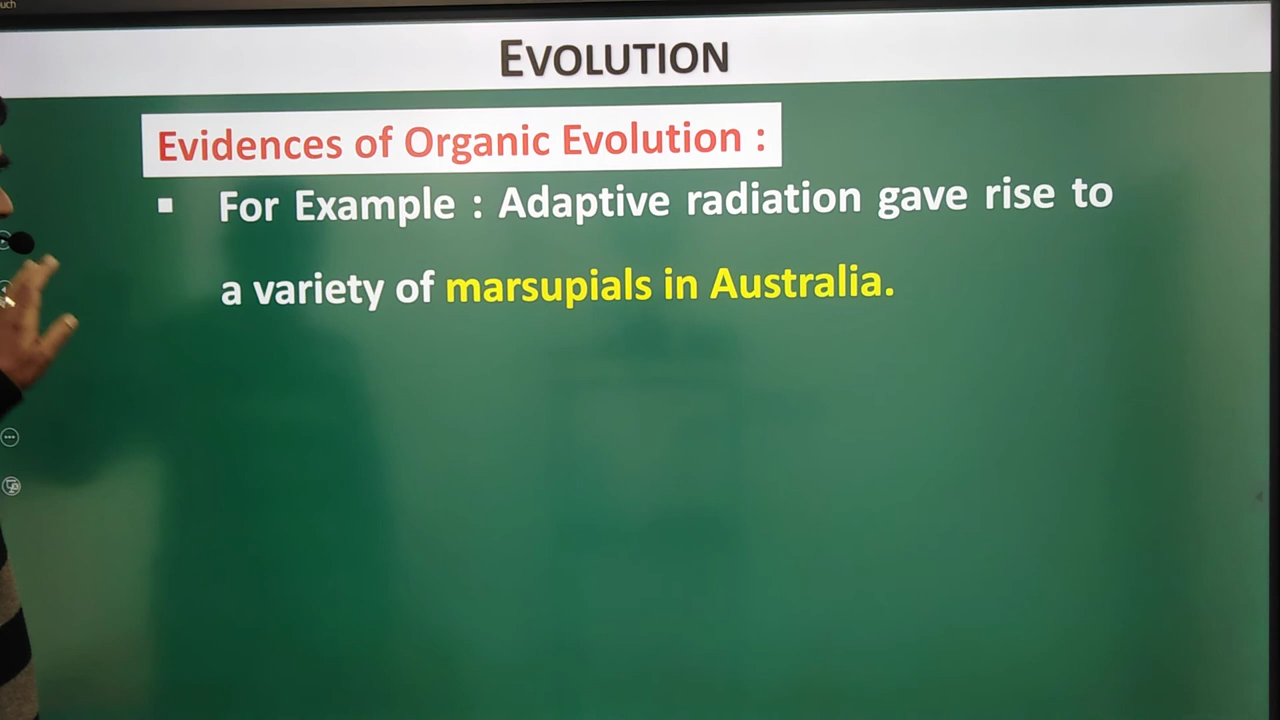 EVOLUTION
Evidences of Organic Evolution :
▪ For Example : Adaptive radiation gave rise to
a variety of marsupials in Australia.